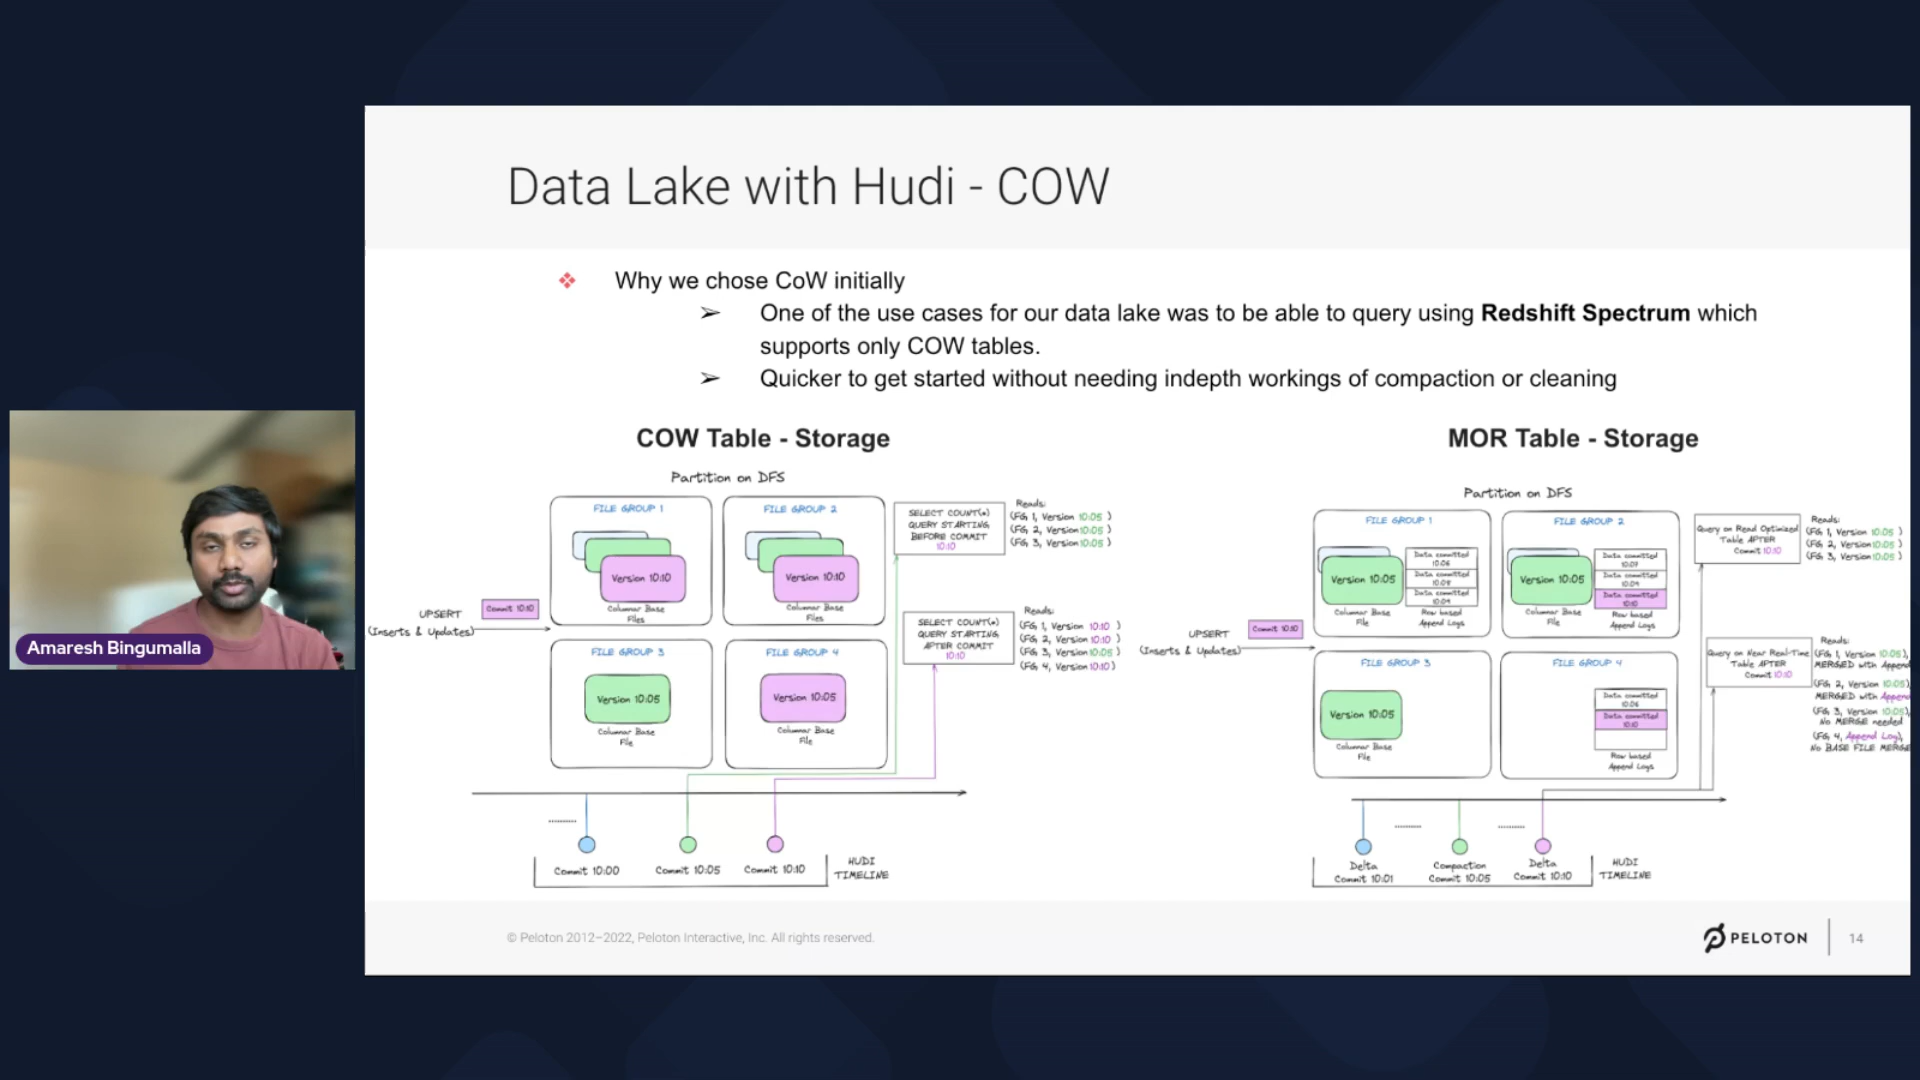 Data Lake with Hudi - COW
❖ Why we chose CoW initially
➢ One of the use cases for our data lake was to be able to query using Redshift Spectrum which
supports only COW tables.
➢ Quicker to get started without needing indepth workings of compaction or cleaning
COW Table - Storage
Partition on DFS
UPSERT
(Inserts & Updates)
Commit 10:10
FILE GROUP 1
Version 10:10
Columnar Base
Files
FILE GROUP 2
Version 10:10
Columnar Base
Files
FILE GROUP 3
Version 10:05
Columnar Base
File
FILE GROUP 4
Version 10:05
Columnar Base
File
SELECT COUNT(*)
QUERY STARTING
BEFORE COMMIT
10:10
Reads:
(FG 1, Version 10:05 )
(FG 2, Version 10:05 )
(FG 3, Version 10:05 )
SELECT COUNT(*)
QUERY STARTING
AFTER COMMIT
10:10
Reads:
(FG 1, Version 10:10 )
(FG 2, Version 10:10 )
(FG 3, Version 10:05 )
(FG 4, Version 10:10 )
..........
Commit 10:00
Commit 10:05
Commit 10:10
HUDI
TIMELINE
MOR Table - Storage
Partition on DFS
UPSERT
(Inserts & Updates)
Commit 10:10
FILE GROUP 1
Version 10:05
Columnar Base
File
Data committed
10:06
Data committed
10:08
Data committed
10:09
Row based
Append Logs
FILE GROUP 2
Version 10:05
Columnar Base
File
Data committed
10:07
Data committed
10:09
Data committed
10:10
Row based
Append Logs
FILE GROUP 3
Version 10:05
Columnar Base
File
FILE GROUP 4
Data committed
10:06
Data committed
10:10
Row based
Append Logs
Query on Read Optimized
Table AFTER
Commit 10:10
Reads:
(FG 1, Version 10:05 )
(FG 2, Version 10:05 )
(FG 3, Version 10:05 )
Query on Near Real-Time
Table AFTER
Commit 10:10
Reads:
(FG 1, Version 10:05),
MERGED with Append
(FG 2, Version 10:05)
MERGED with Append
(FG 3, Version 10:05),
No MERGE needed
(FG 4, Append Log),
No BASE FILE MERGE
..........
..........
Delta
Commit 10:01
Compaction
Commit 10:05
Delta
Commit 10:10
HUDI
TIMELINE
Amaresh Bingumalla
© Peloton 2012–2022, Peloton Interactive, Inc. All rights reserved.
PELOTON
14